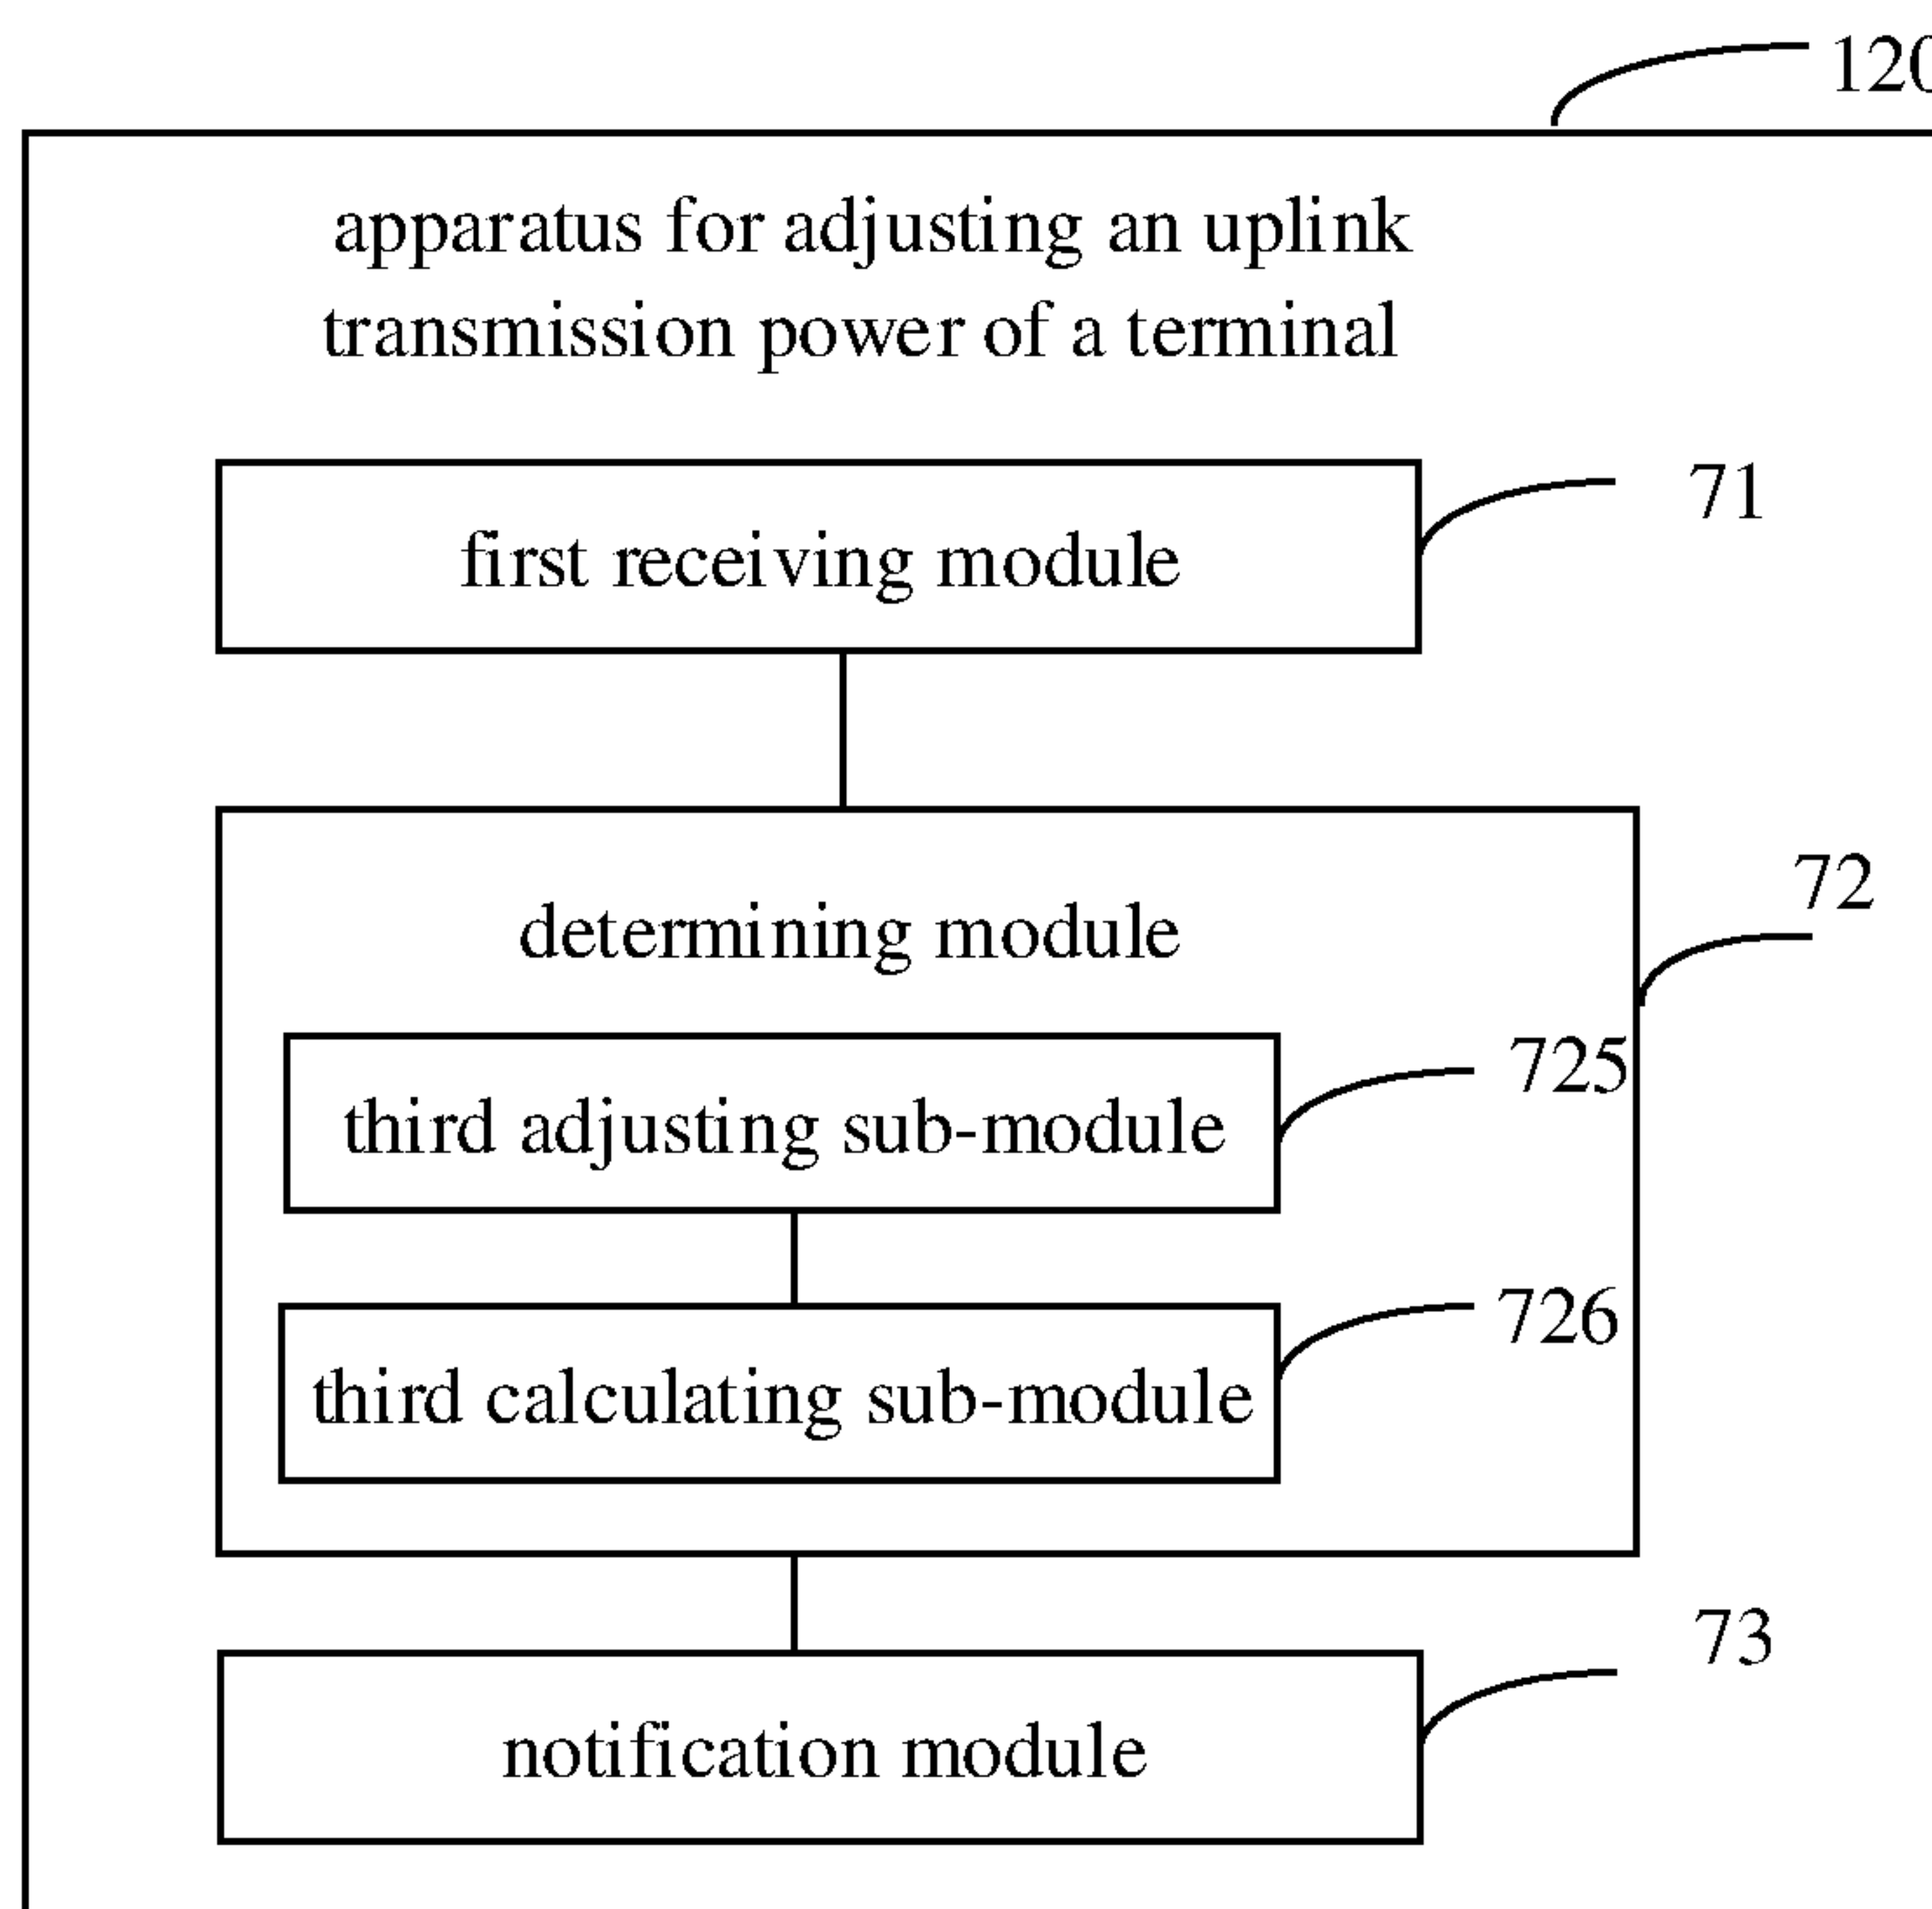 120
apparatus for adjusting an uplink
transmission power of a terminal
first receiving module
71
determining module
72
third adjusting sub-module
725
third calculating sub-module
726
notification module
73